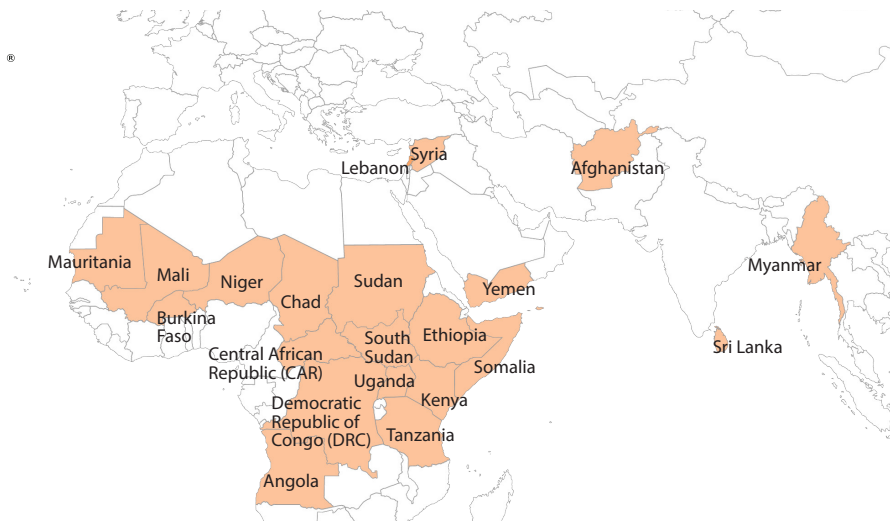 ®
Syria
Lebanon
Afghanistan
Mauritania
Mali
Niger
Chad
Sudan
Yemen
Myanmar
Burkina
Faso
South
Sudan
Ethiopia
Central African
Republic (CAR)
Somalia
Sri Lanka
Uganda
Kenya
Democratic
Republic of
Congo (DRC)
Tanzania
Angola